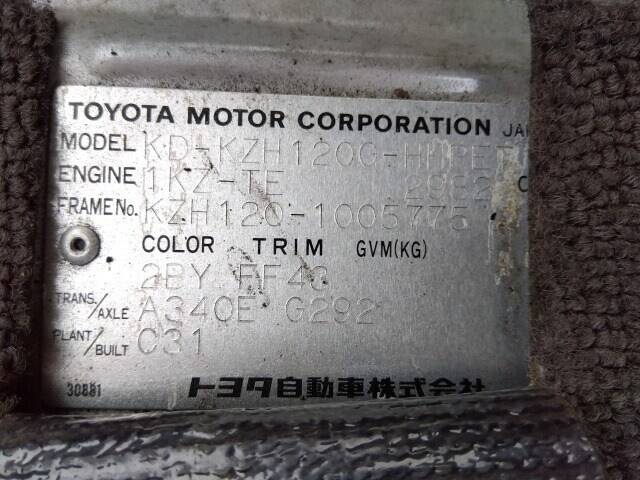 TOYOTA MOTOR CORPORATION JA
MODEL KD-KZH120G-HMPET
ENGINE 1KZ-TE 2982 C
FRAME No. KZH120-1005775
COLOR TRIM GVM(KG)
2BY FF43
TRANS./AXLE A340E G292
PLANT/BUILT C31
30881 トヨタ自動車株式会社